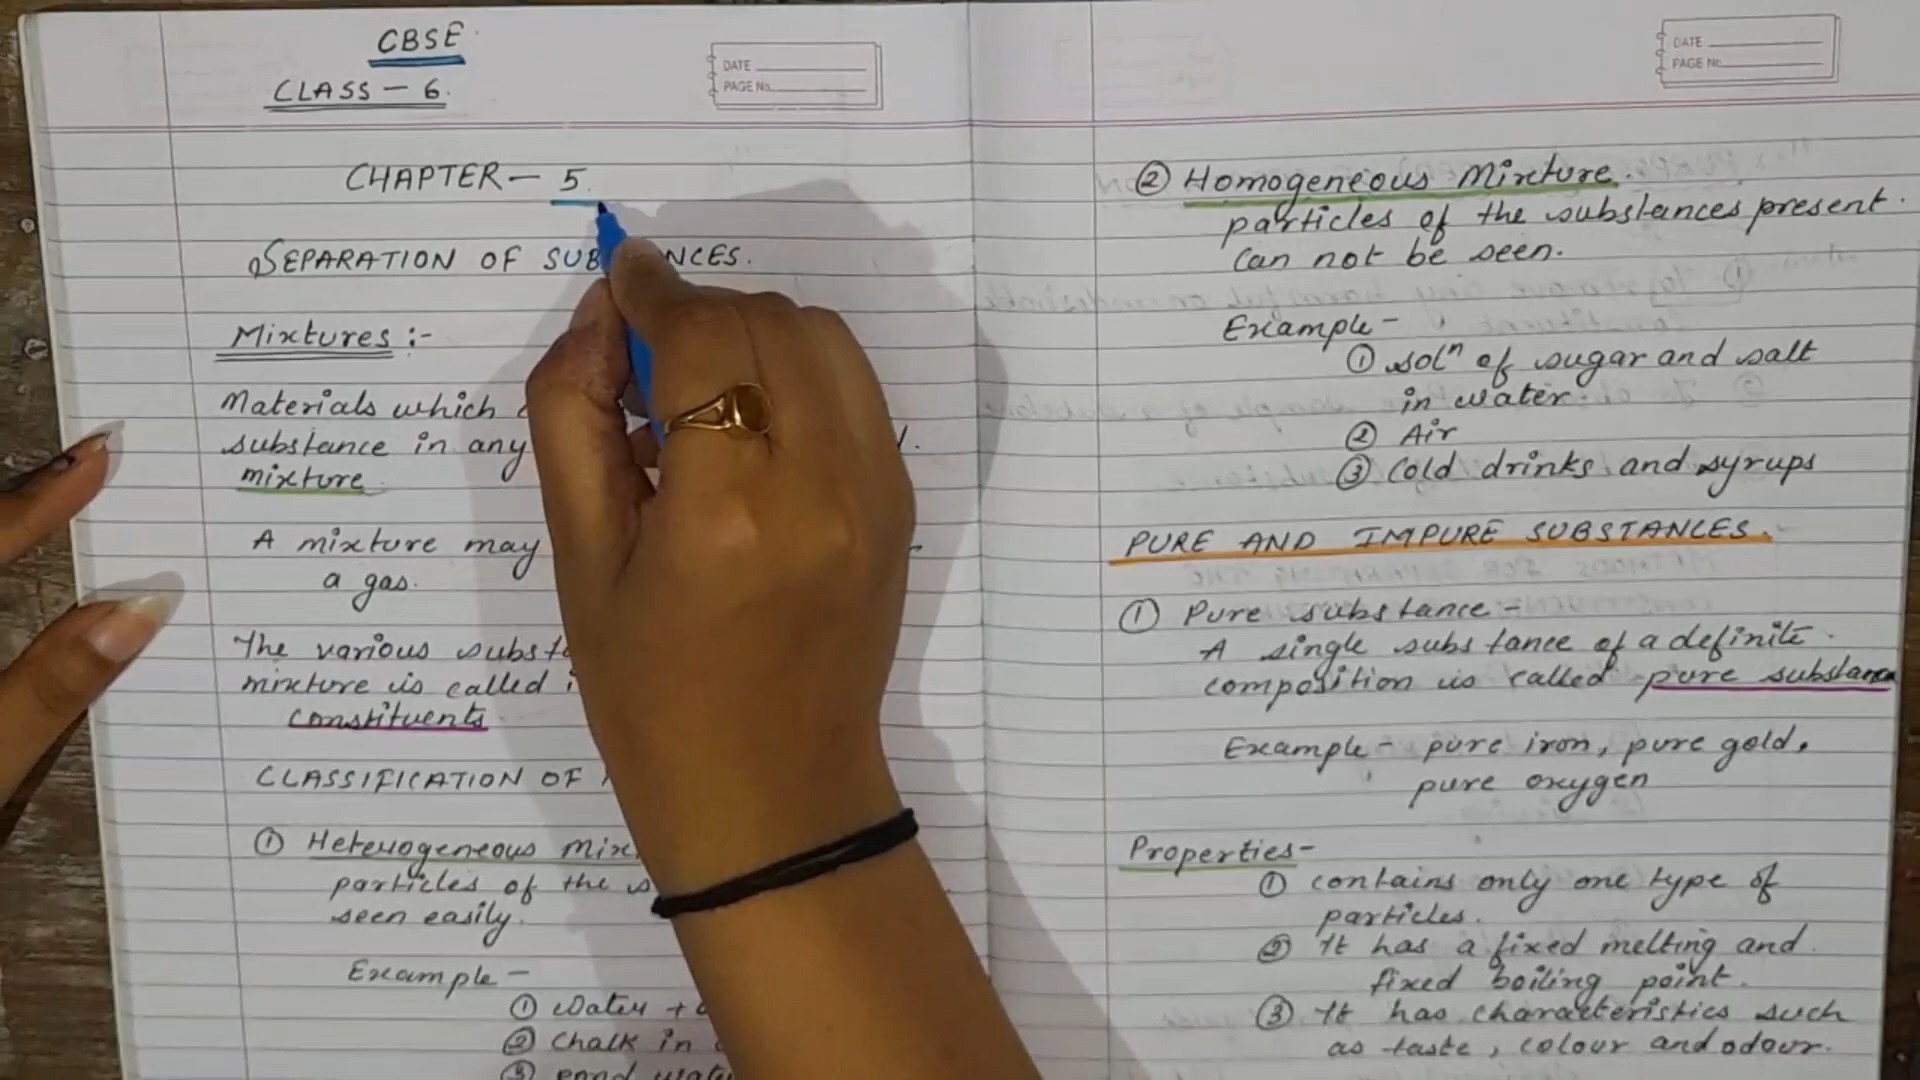 CBSE
CLASS - 6.
DATE
PAGE No.
CHAPTER - 5.
SEPARATION OF SUB NCES.
Mixtures :-
Materials which
substance in any
mixture.
A mixture may
a gas.
The various subst
mixture is called
constituents
CLASSIFICATION OF
① Heterogeneous mix
particles of the s
seen easily.
Example -
① Water +
② Chalk in
③ pond wate
DATE
PAGE No.
② Homogeneous Mixture.
particles of the substances present.
can not be seen.
Example -
① solⁿ of sugar and salt
in water.
② Air
③ cold drinks and syrups
PURE AND IMPURE SUBSTANCES.
① Pure substance -
A single substance of a definite.
composition is called pure substance
Example - pure iron, pure gold,
pure oxygen
Properties -
① contains only one type of
particles.
② It has a fixed melting and
fixed boiling point.
③ It has characteristics such
as taste, colour and odour.